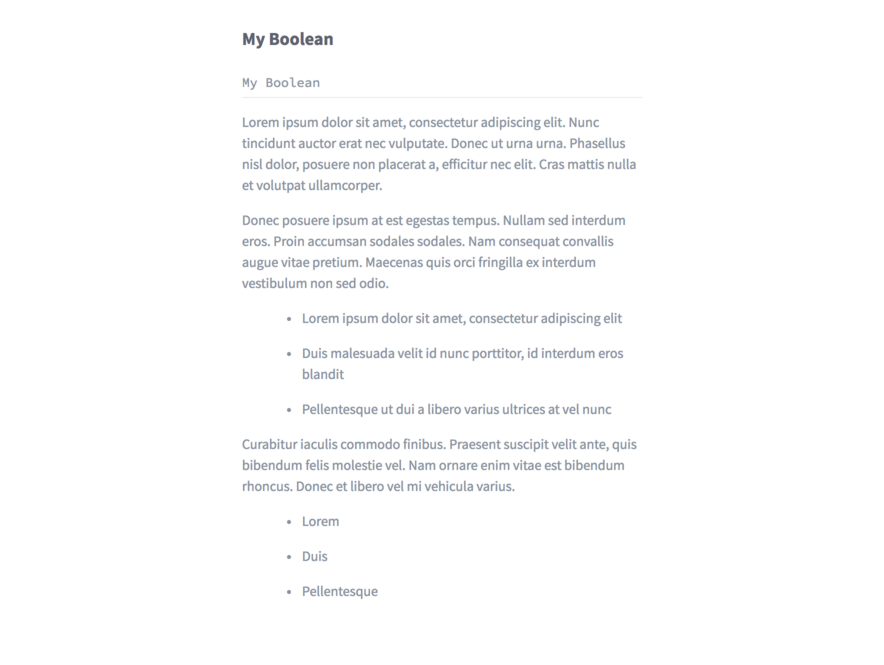 My Boolean
My Boolean
Lorem ipsum dolor sit amet, consectetur adipiscing elit. Nunc
tincidunt auctor erat nec vulputate. Donec ut urna urna. Phasellus
nisl dolor, posuere non placerat a, efficitur nec elit. Cras mattis nulla
et volutpat ullamcorper.
Donec posuere ipsum at est egestas tempus. Nullam sed interdum
eros. Proin accumsan sodales sodales. Nam consequat convallis
augue vitae pretium. Maecenas quis orci fringilla ex interdum
vestibulum non sed odio.
• Lorem ipsum dolor sit amet, consectetur adipiscing elit
• Duis malesuada velit id nunc porttitor, id interdum eros
blandit
• Pellentesque ut dui a libero varius ultrices at vel nunc
Curabitur iaculis commodo finibus. Praesent suscipit velit ante, quis
bibendum felis molestie vel. Nam ornare enim vitae est bibendum
rhoncus. Donec et libero vel mi vehicula varius.
• Lorem
• Duis
• Pellentesque